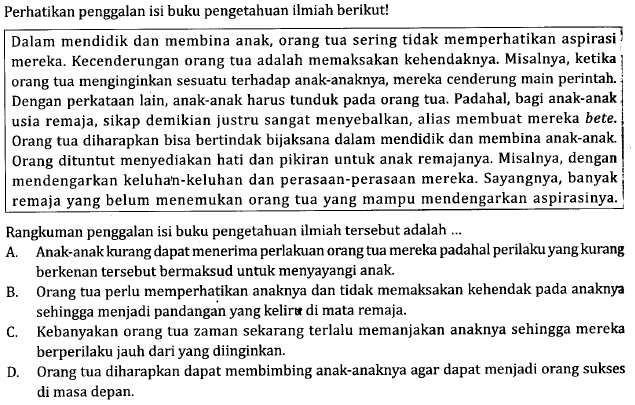 Perhatikan penggalan isi buku pengetahuan ilmiah berikut!
Dalam mendidik dan membina anak, orang tua sering tidak memperhatikan aspirasi
mereka. Kecenderungan orang tua adalah memaksakan kehendaknya. Misalnya, ketika
orang tua menginginkan sesuatu terhadap anak-anaknya, mereka cenderung main perintah.
Dengan perkataan lain, anak-anak harus tunduk pada orang tua. Padahal, bagi anak-anak
usia remaja, sikap demikian justru sangat menyebalkan, alias membuat mereka bete.
Orang tua diharapkan bisa bertindak bijaksana dalam mendidik dan membina anak-anak.
Orang dituntut menyediakan hati dan pikiran untuk anak remajanya. Misalnya, dengan
mendengarkan keluhan-keluhan dan perasaan-perasaan mereka. Sayangnya, banyak
remaja yang belum menemukan orang tua yang mampu mendengarkan aspirasinya.
Rangkuman penggalan isi buku pengetahuan ilmiah tersebut adalah ...
A. Anak-anak kurang dapat menerima perlakuan orang tua mereka padahal perilaku yang kurang
berkenan tersebut bermaksud untuk menyayangi anak.
B. Orang tua perlu memperhatikan anaknya dan tidak memaksakan kehendak pada anaknya
sehingga menjadi pandangan yang keliru di mata remaja.
C. Kebanyakan orang tua zaman sekarang terlalu memanjakan anaknya sehingga mereka
berperilaku jauh dari yang diinginkan.
D. Orang tua diharapkan dapat membimbing anak-anaknya agar dapat menjadi orang sukses
di masa depan.